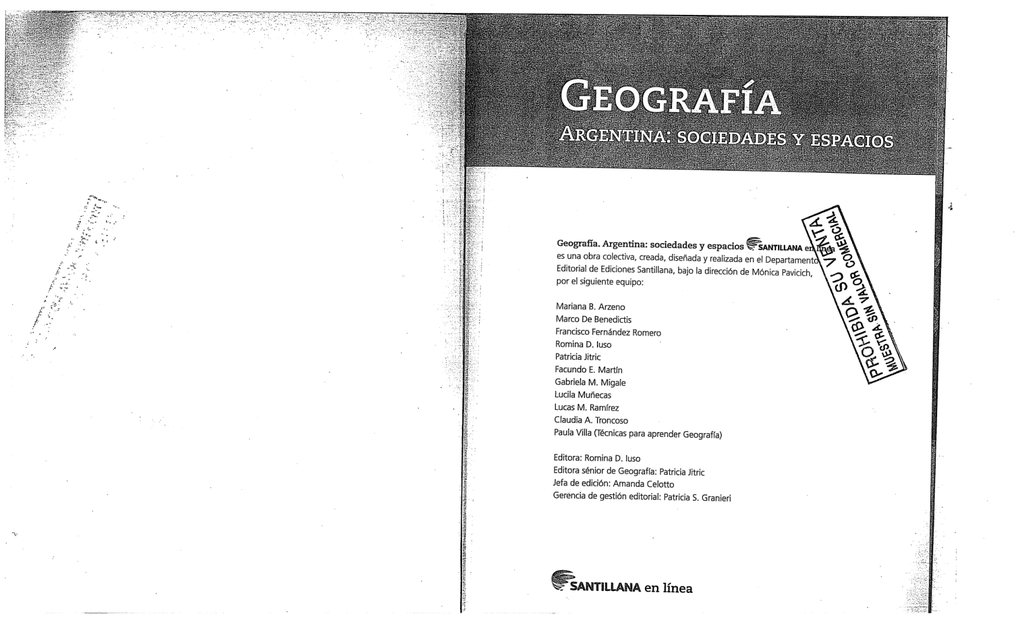 GEOGRAFÍA
ARGENTINA: SOCIEDADES Y ESPACIOS
Geografía. Argentina: sociedades y espacios SANTILLANA en línea
es una obra colectiva, creada, diseñada y realizada en el Departamento
Editorial de Ediciones Santillana, bajo la dirección de Mónica Pavicich,
por el siguiente equipo:
Mariana B. Arzeno
Marco De Benedictis
Francisco Fernández Romero
Romina D. Iuso
Patricia Jitric
Facundo E. Martín
Gabriela M. Migale
Lucila Muñecas
Lucas M. Ramírez
Claudia A. Troncoso
Paula Villa (Técnicas para aprender Geografía)
Editora: Romina D. Iuso
Editora sénior de Geografía: Patricia Jitric
Jefa de edición: Amanda Celotto
Gerencia de gestión editorial: Patricia S. Granieri
PROHIBIDA SU VENTA
MUESTRA SIN VALOR COMERCIAL
SANTILLANA en línea